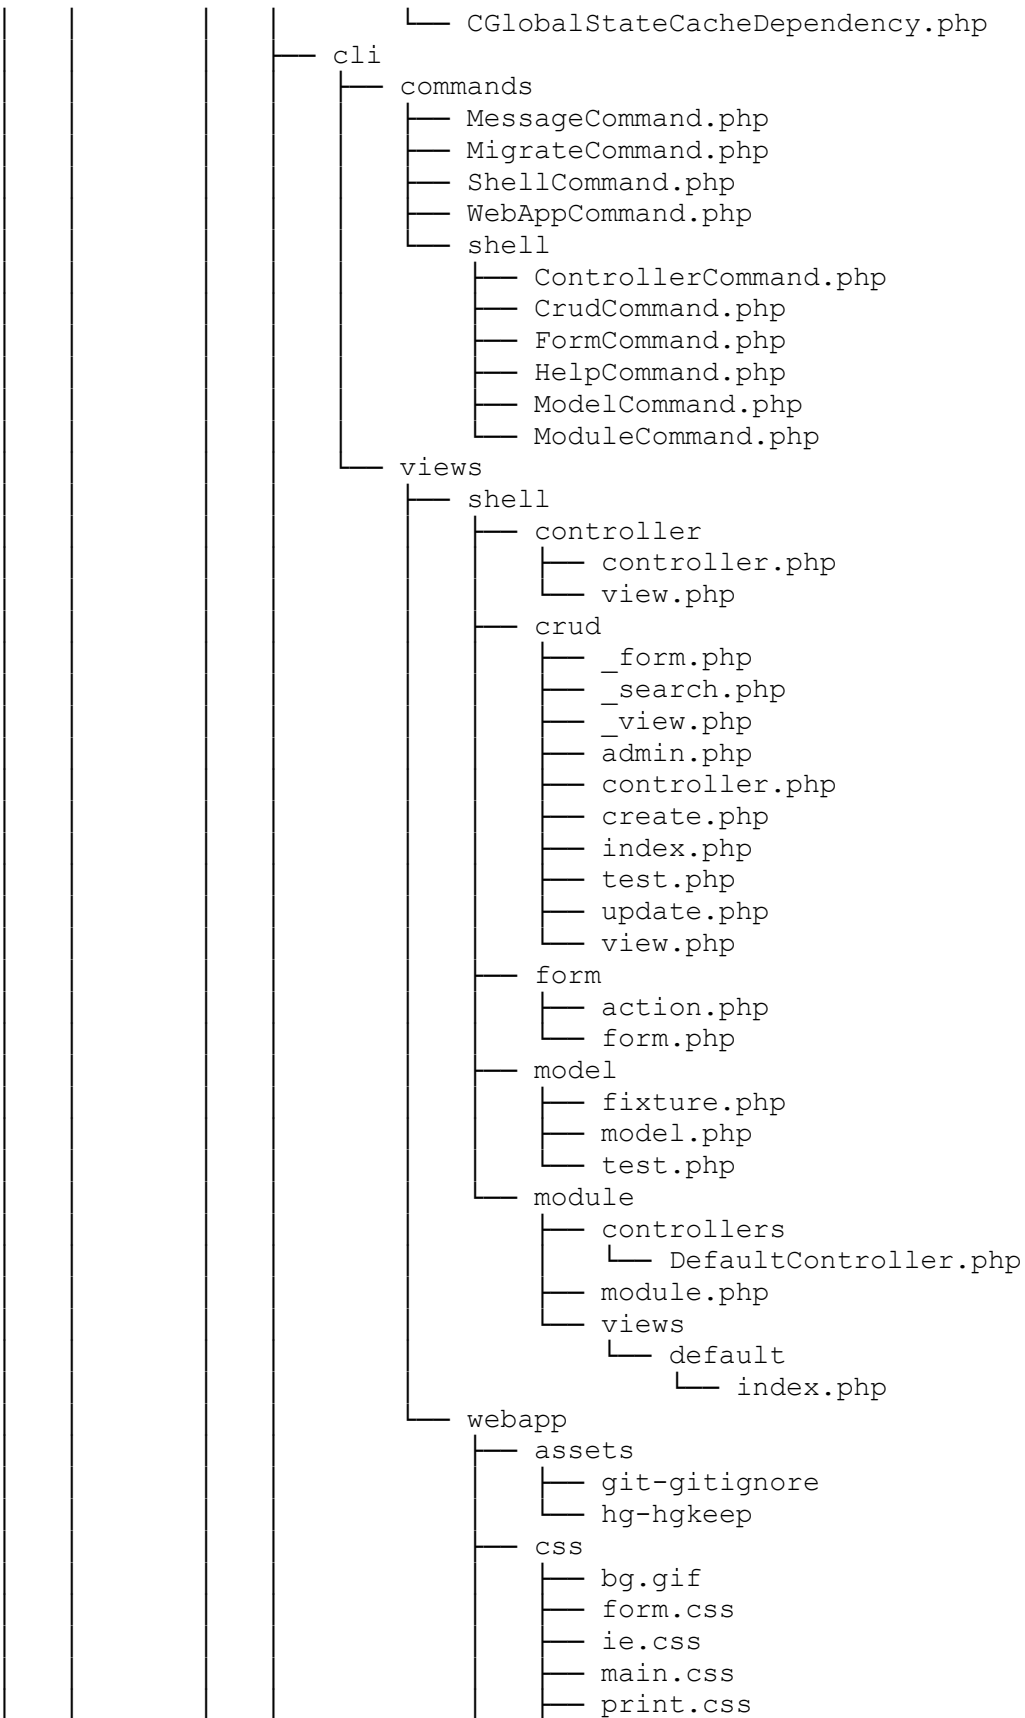 └── CGlobalStateCacheDependency.php
├── cli
├── commands
├── MessageCommand.php
├── MigrateCommand.php
├── ShellCommand.php
├── WebAppCommand.php
└── shell
├── ControllerCommand.php
├── CrudCommand.php
├── FormCommand.php
├── HelpCommand.php
├── ModelCommand.php
└── ModuleCommand.php
└── views
├── shell
├── controller
├── controller.php
└── view.php
├── crud
├── _form.php
├── _search.php
├── _view.php
├── admin.php
├── controller.php
├── create.php
├── index.php
├── test.php
├── update.php
└── view.php
├── form
├── action.php
└── form.php
├── model
├── fixture.php
├── model.php
└── test.php
└── module
├── controllers
└── DefaultController.php
├── module.php
└── views
└── default
└── index.php
└── webapp
├── assets
├── git-gitignore
└── hg-hgkeep
├── css
├── bg.gif
├── form.css
├── ie.css
├── main.css
├── print.css